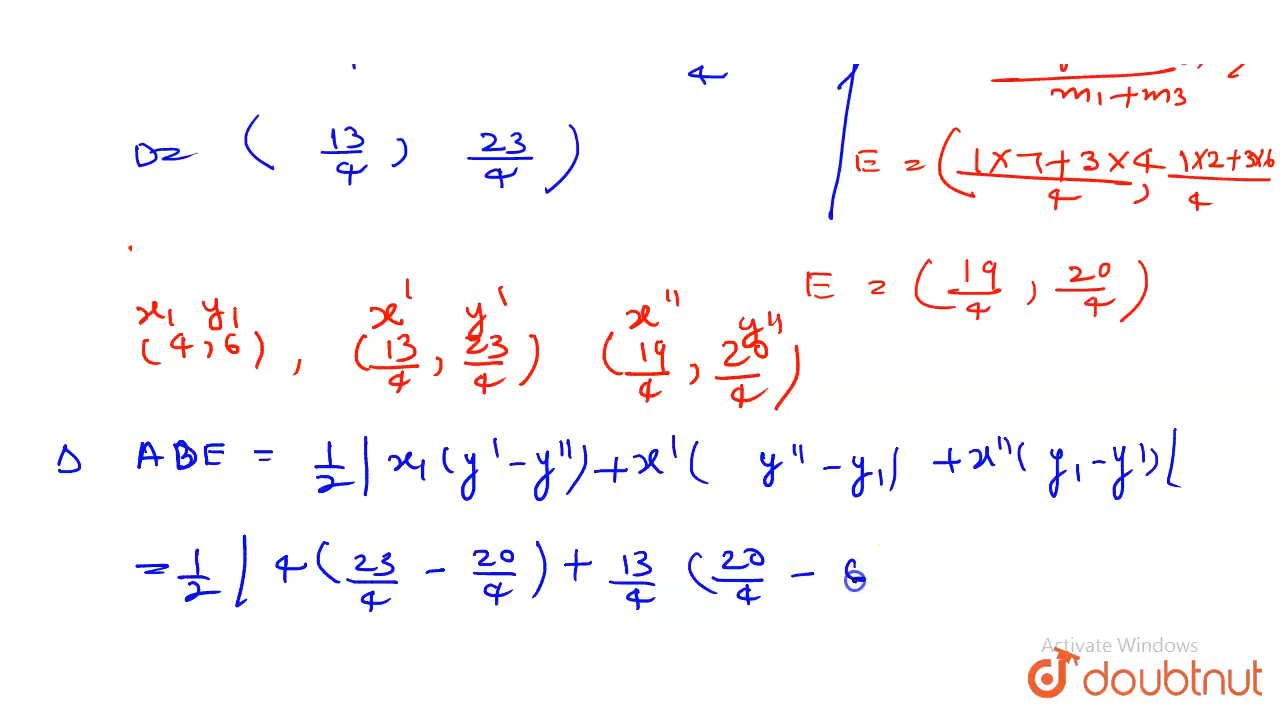 4
m1+m3
D= ( 13/4, 23/4 )
E = ( (1×7+3×4)/4, (1×2+3×6)/4
E = ( 19/4, 20/4 )
x1 y1 x' y' x" y"
(4,6), (13/4, 23/4) (19/4, 20/4)
Δ ABE = 1/2 | x1 (y'-y") + x' ( y"-y1) + x" ( y1-y') |
= 1/2 | 4 ( 23/4 - 20/4 ) + 13/4 ( 20/4 - 6
Activate Windows
doubtnut